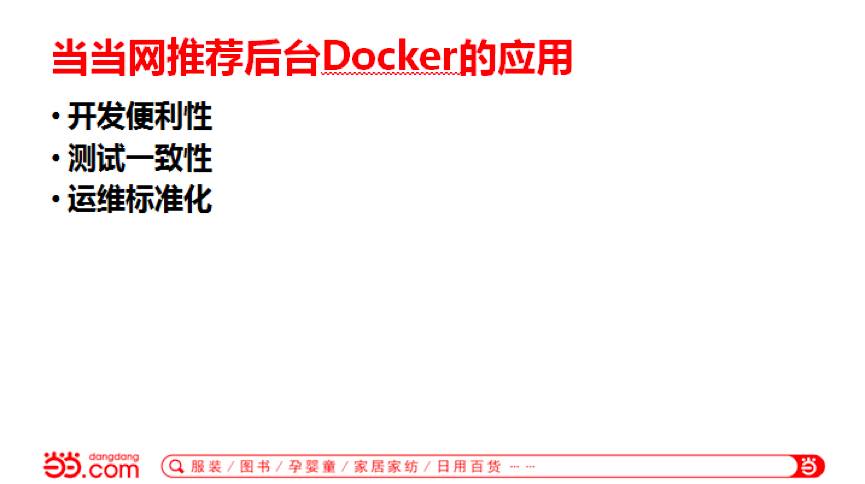 当当网推荐后台Docker的应用
• 开发便利性
• 测试一致性
• 运维标准化
dangdang
当当.com
服装 / 图书 / 孕婴童 / 家居家纺 / 日用百货 ··· ···
当